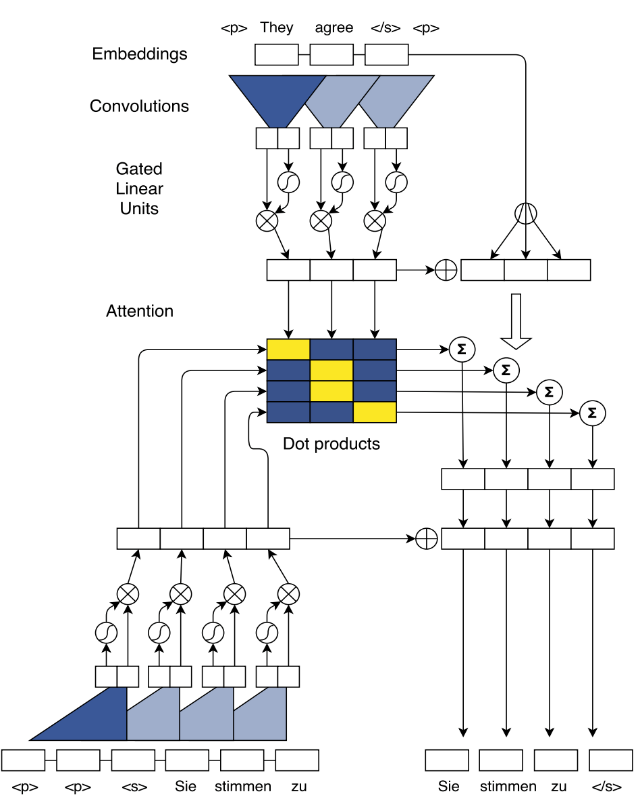 <p> They agree </s> <p>
Embeddings
Convolutions
Gated
Linear
Units
Attention
Σ
Σ
Σ
Σ
Dot products
<p> <p> <s> Sie stimmen zu
Sie stimmen zu </s>